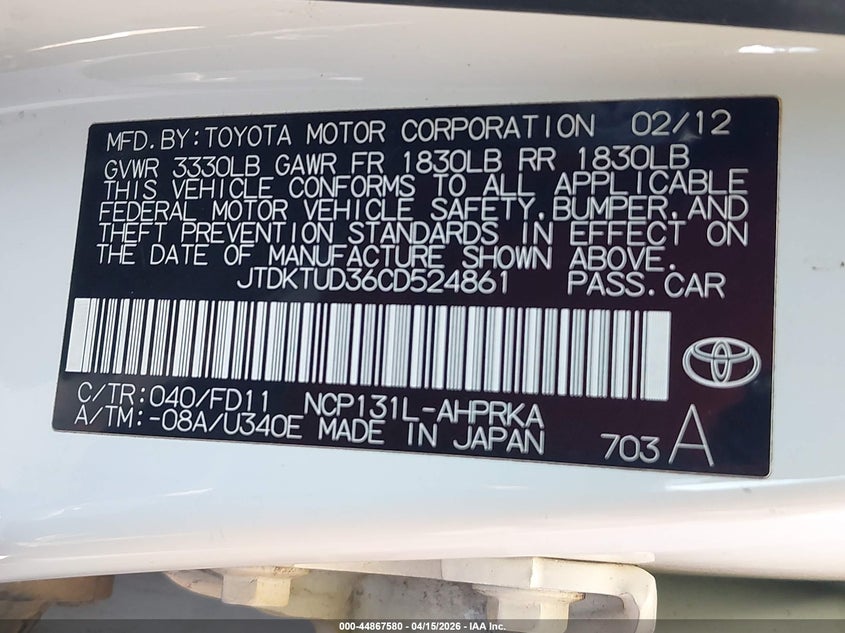 MFD.BY:TOYOTA MOTOR CORPORATION 02/12
GVWR 3330LB GAWR FR 1830LB RR 1830LB
THIS VEHICLE CONFORMS TO ALL APPLICABLE
FEDERAL MOTOR VEHICLE SAFETY,BUMPER,AND
THEFT PREVENTION STANDARDS IN EFFECT ON
THE DATE OF MANUFACTURE SHOWN ABOVE.
JTDKTUD36CD524861 PASS.CAR
C/TR:040/FD11 NCP131L-AHPRKA
A/TM:-08A/U340E MADE IN JAPAN 703 A
000-44867580 - 04/15/2026 - IAA, Inc.